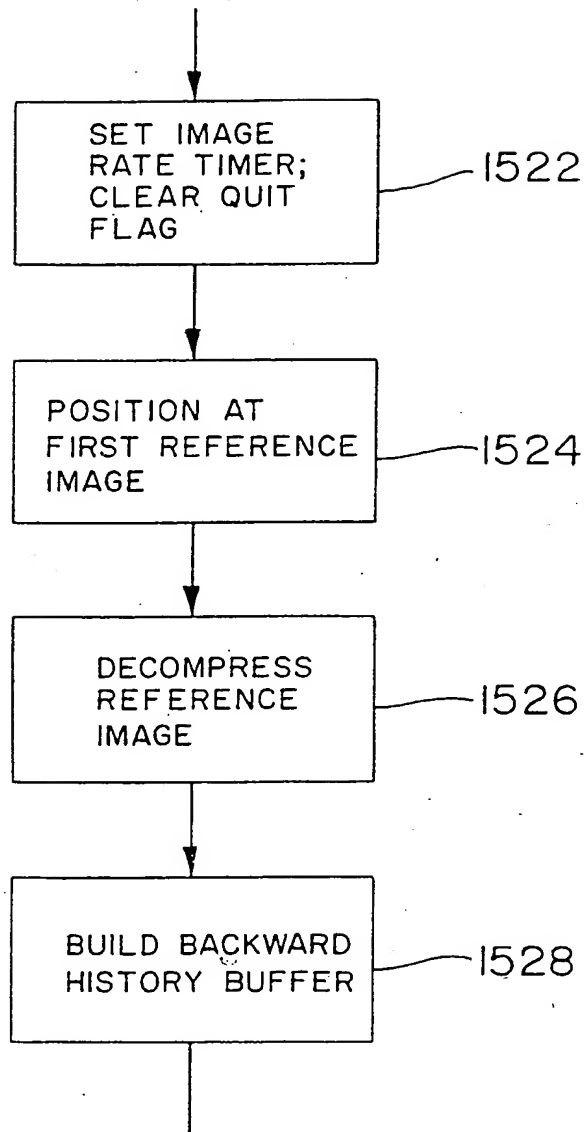 SET IMAGE
RATE TIMER;
CLEAR QUIT
FLAG
1522
POSITION AT
FIRST REFERENCE
IMAGE
1524
DECOMPRESS
REFERENCE
IMAGE
1526
BUILD BACKWARD
HISTORY BUFFER
1528